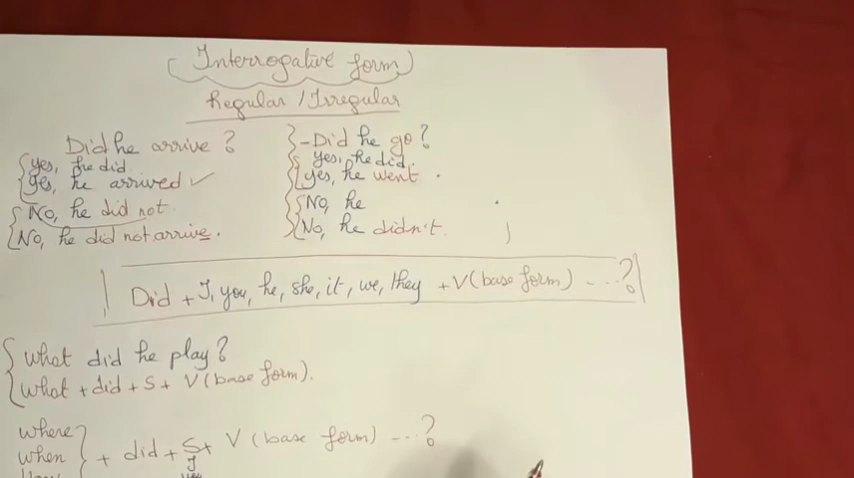 Interrogative form
Regular / Irregular
Did he arrive ?
yes, he did.
yes, he arrived ✓
No, he did not.
No, he did not arrive.
- Did he go ?
yes, he did.
yes, he went .
No, he
No, he didn't.
Did + I, you, he, she, it, we, they + V (base form) - ...?
what did he play ?
what + did + S + V (base form).
where
when
+ did + S + V (base form) - ...?
I